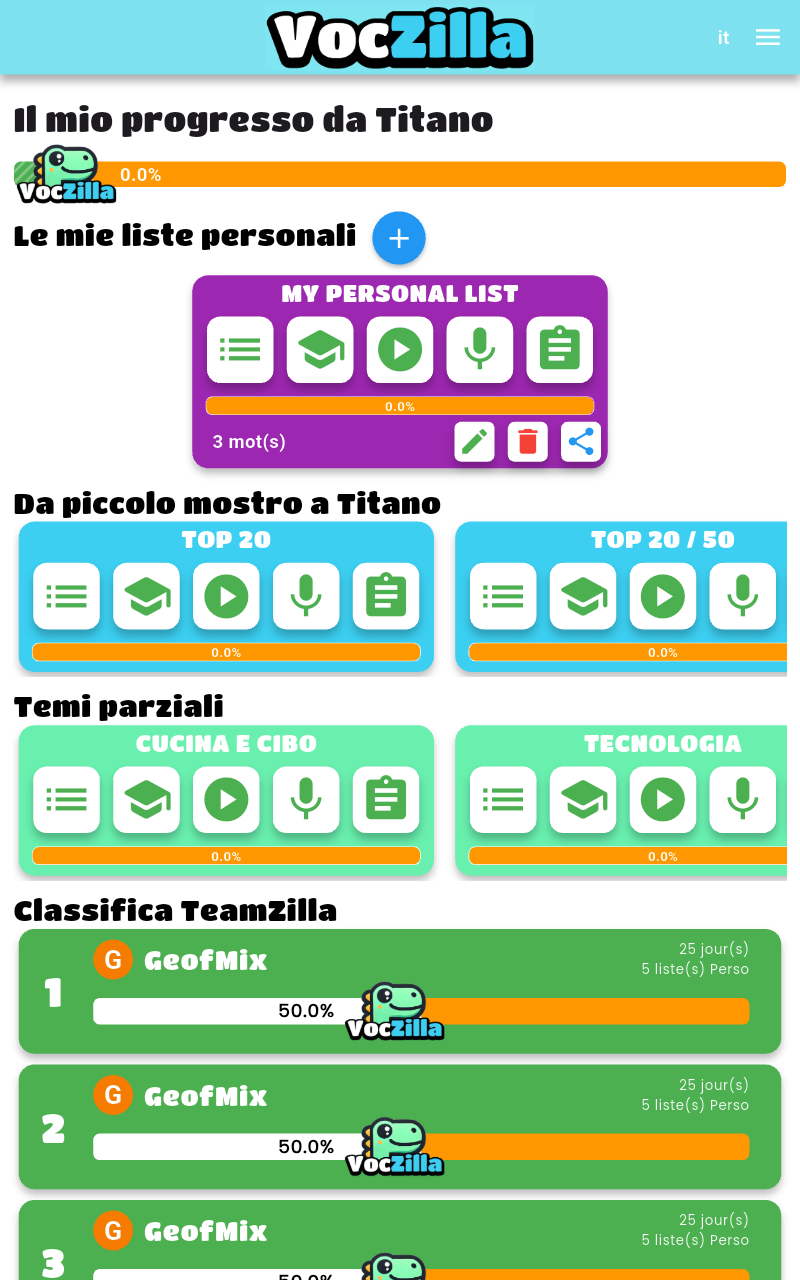 VocZilla
it
Il mio progresso da Titano
VocZilla
0.0%
Le mie liste personali
MY PERSONAL LIST
0.0%
3 mot(s)
Da piccolo mostro a Titano
TOP 20
TOP 20 / 50
0.0%
0.0%
Temi parziali
CUCINA E CIBO
TECNOLOGIA
0.0%
0.0%
Classifica TeamZilla
1
G
GeofMix
25 jour(s)
5 liste(s) Perso
50.0%
VocZilla
2
G
GeofMix
25 jour(s)
5 liste(s) Perso
50.0%
VocZilla
3
G
GeofMix
25 jour(s)
5 liste(s) Perso
50.0%